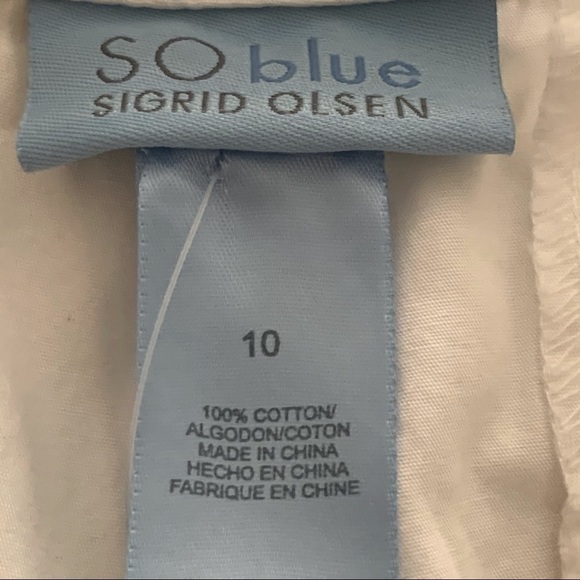 SO blue
SIGRID OLSEN
10
100% COTTON/
ALGODON/COTON
MADE IN CHINA
HECHO EN CHINA
FABRIQUE EN CHINE